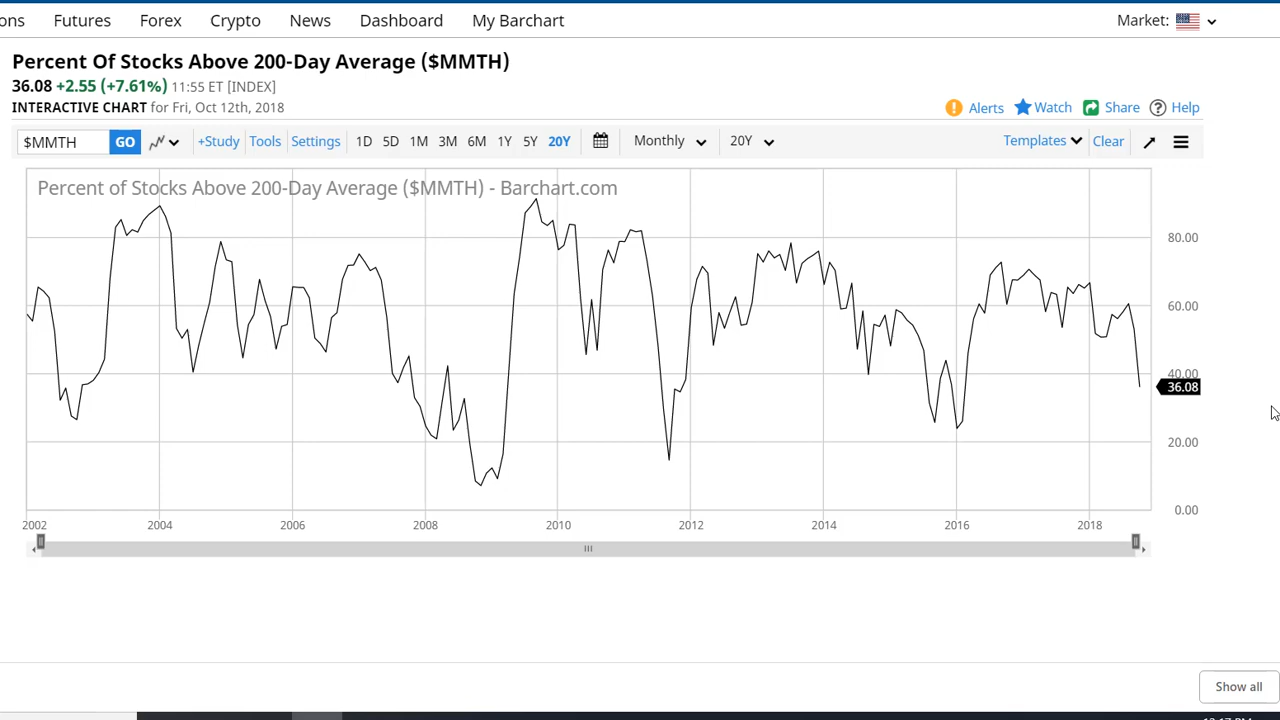 ons Futures Forex Crypto News Dashboard My Barchart Market:
Percent Of Stocks Above 200-Day Average ($MMTH)
36.08 +2.55 (+7.61%) 11:55 ET [INDEX]
INTERACTIVE CHART for Fri, Oct 12th, 2018
Alerts Watch Share Help
$MMTH GO +Study Tools Settings 1D 5D 1M 3M 6M 1Y 5Y 20Y Monthly 20Y Templates Clear
Percent of Stocks Above 200-Day Average ($MMTH) - Barchart.com
80.00
60.00
40.00
36.08
20.00
0.00
2002 2004 2006 2008 2010 2012 2014 2016 2018
Show all